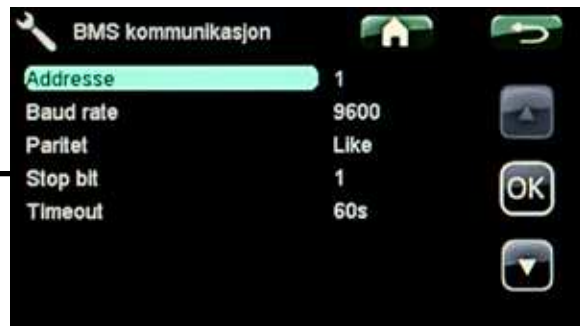 BMS kommunikasjon
Addresse 1
Baud rate 9600
Paritet Like
Stop bit 1
Timeout 60s
OK